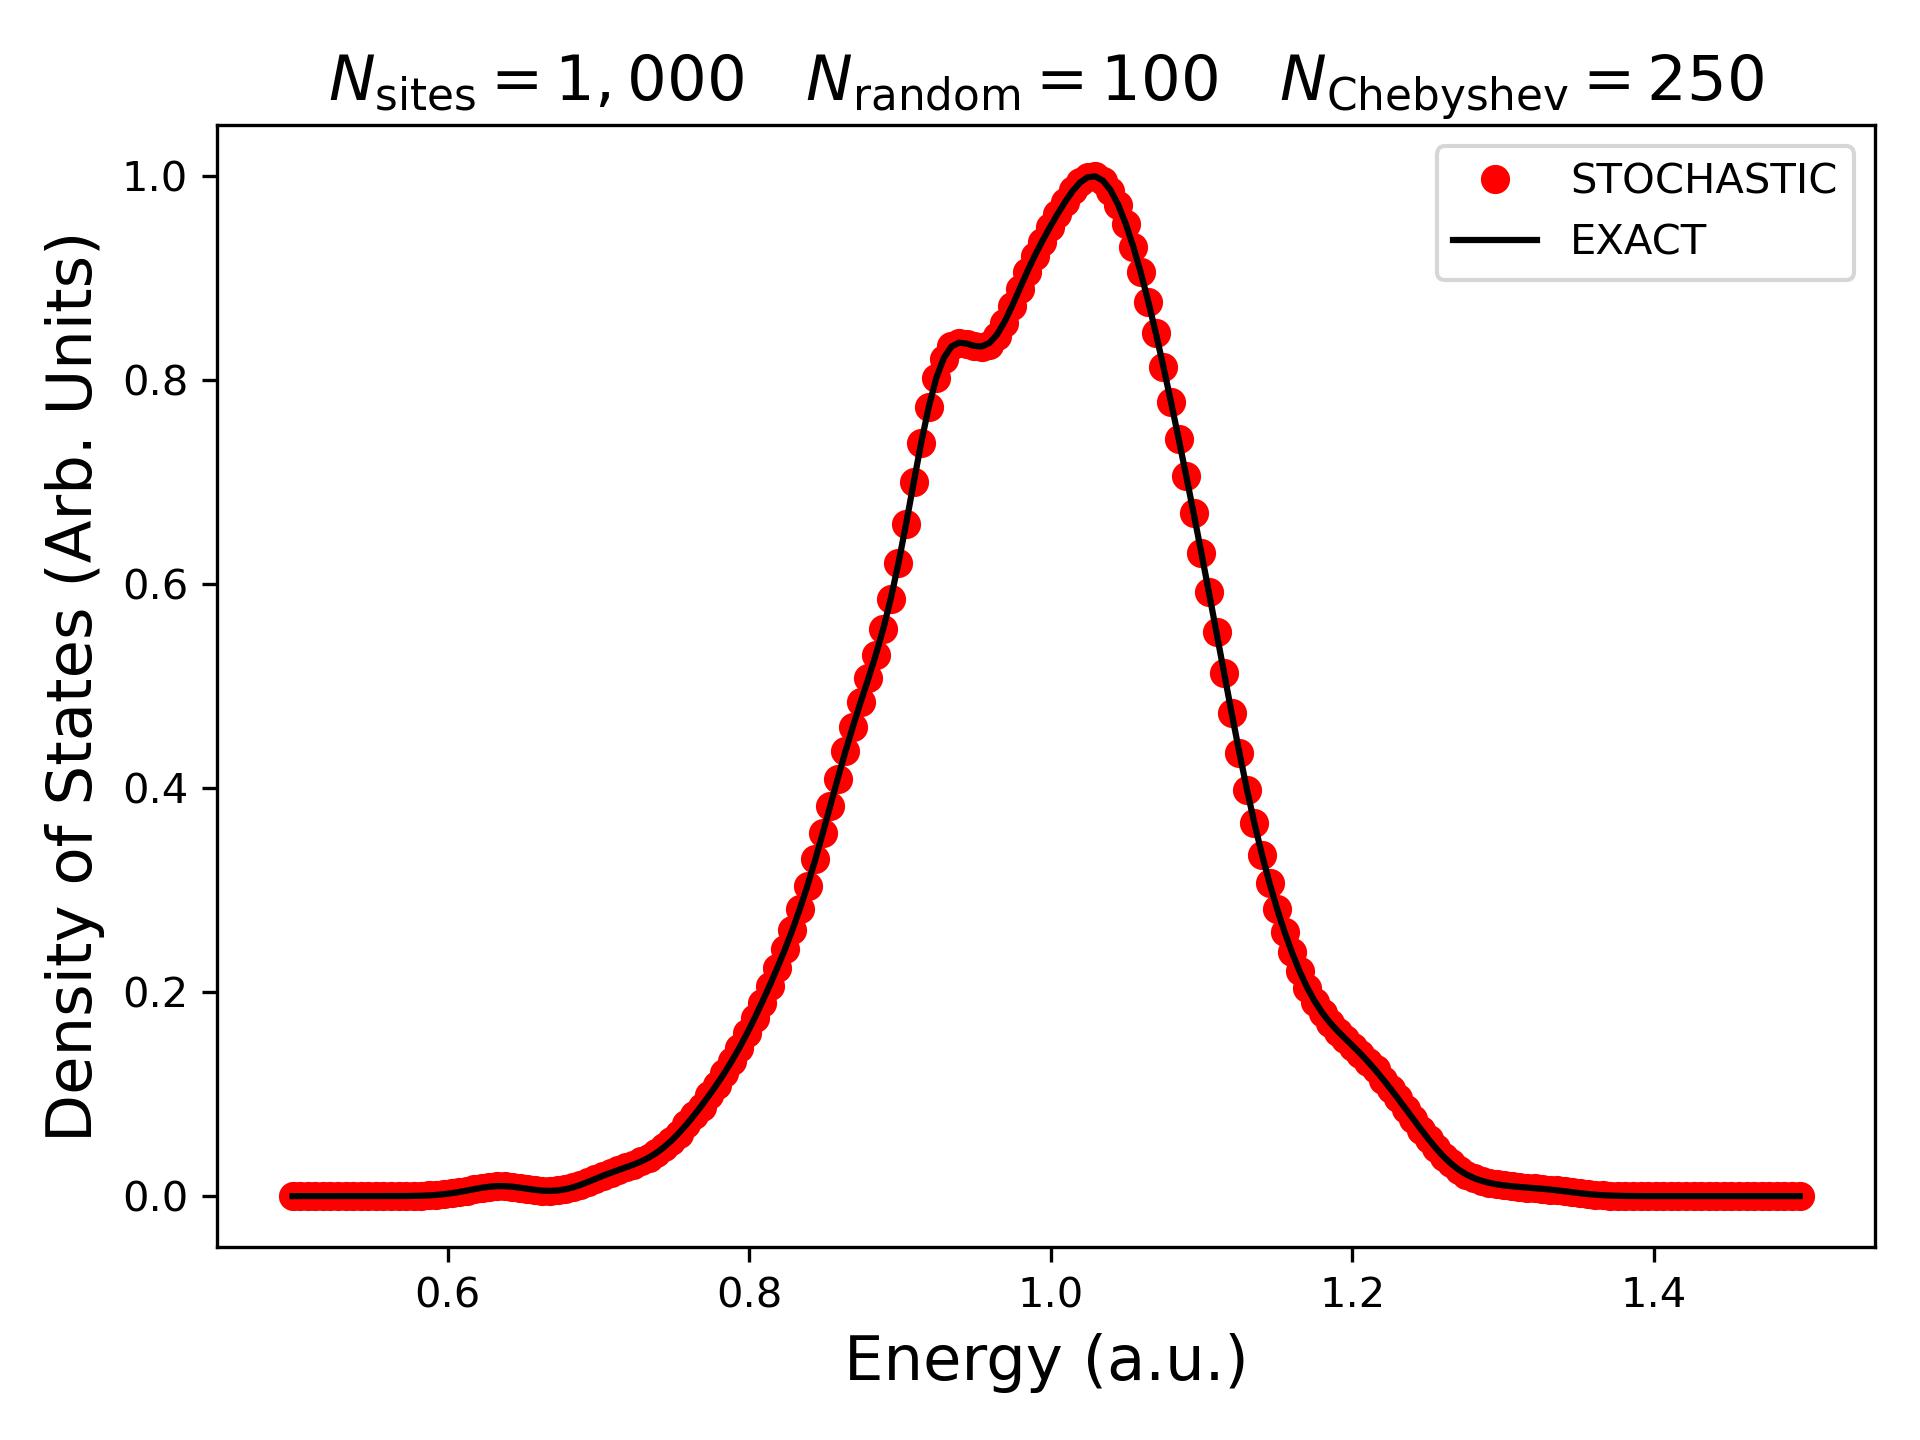 N_sites = 1,000 N_random = 100 N_Chebyshev = 250
STOCHASTIC
EXACT
Density of States (Arb. Units)
1.0
0.8
0.6
0.4
0.2
0.0
0.6 0.8 1.0 1.2 1.4
Energy (a.u.)